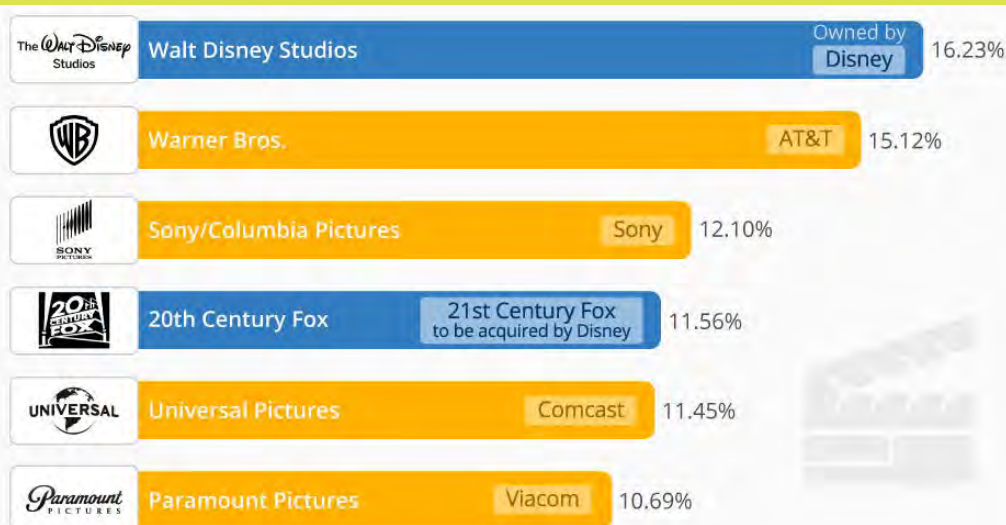 The Walt Disney Studios
Walt Disney Studios
Owned by
Disney
16.23%
WB
Warner Bros.
AT&T
15.12%
SONY
PICTURES
Sony/Columbia Pictures
Sony
12.10%
20th
CENTURY
FOX
20th Century Fox
21st Century Fox
to be acquired by Disney
11.56%
UNIVERSAL
Universal Pictures
Comcast
11.45%
Paramount
PICTURES
Paramount Pictures
Viacom
10.69%